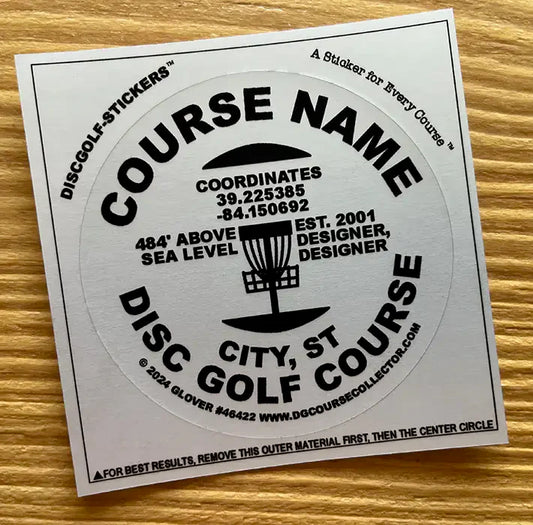 DISCGOLF-STICKERS™
A Sticker for Every Course ™
COURSE NAME
COORDINATES
39.225385
-84.150692
484' ABOVE
SEA LEVEL
EST. 2001
DESIGNER,
DESIGNER
CITY, ST
DISC GOLF COURSE
© 2024 GLOVER #46422 WWW.DGCOURSECOLLECTOR.COM
▲FOR BEST RESULTS, REMOVE THIS OUTER MATERIAL FIRST, THEN THE CENTER CIRCLE